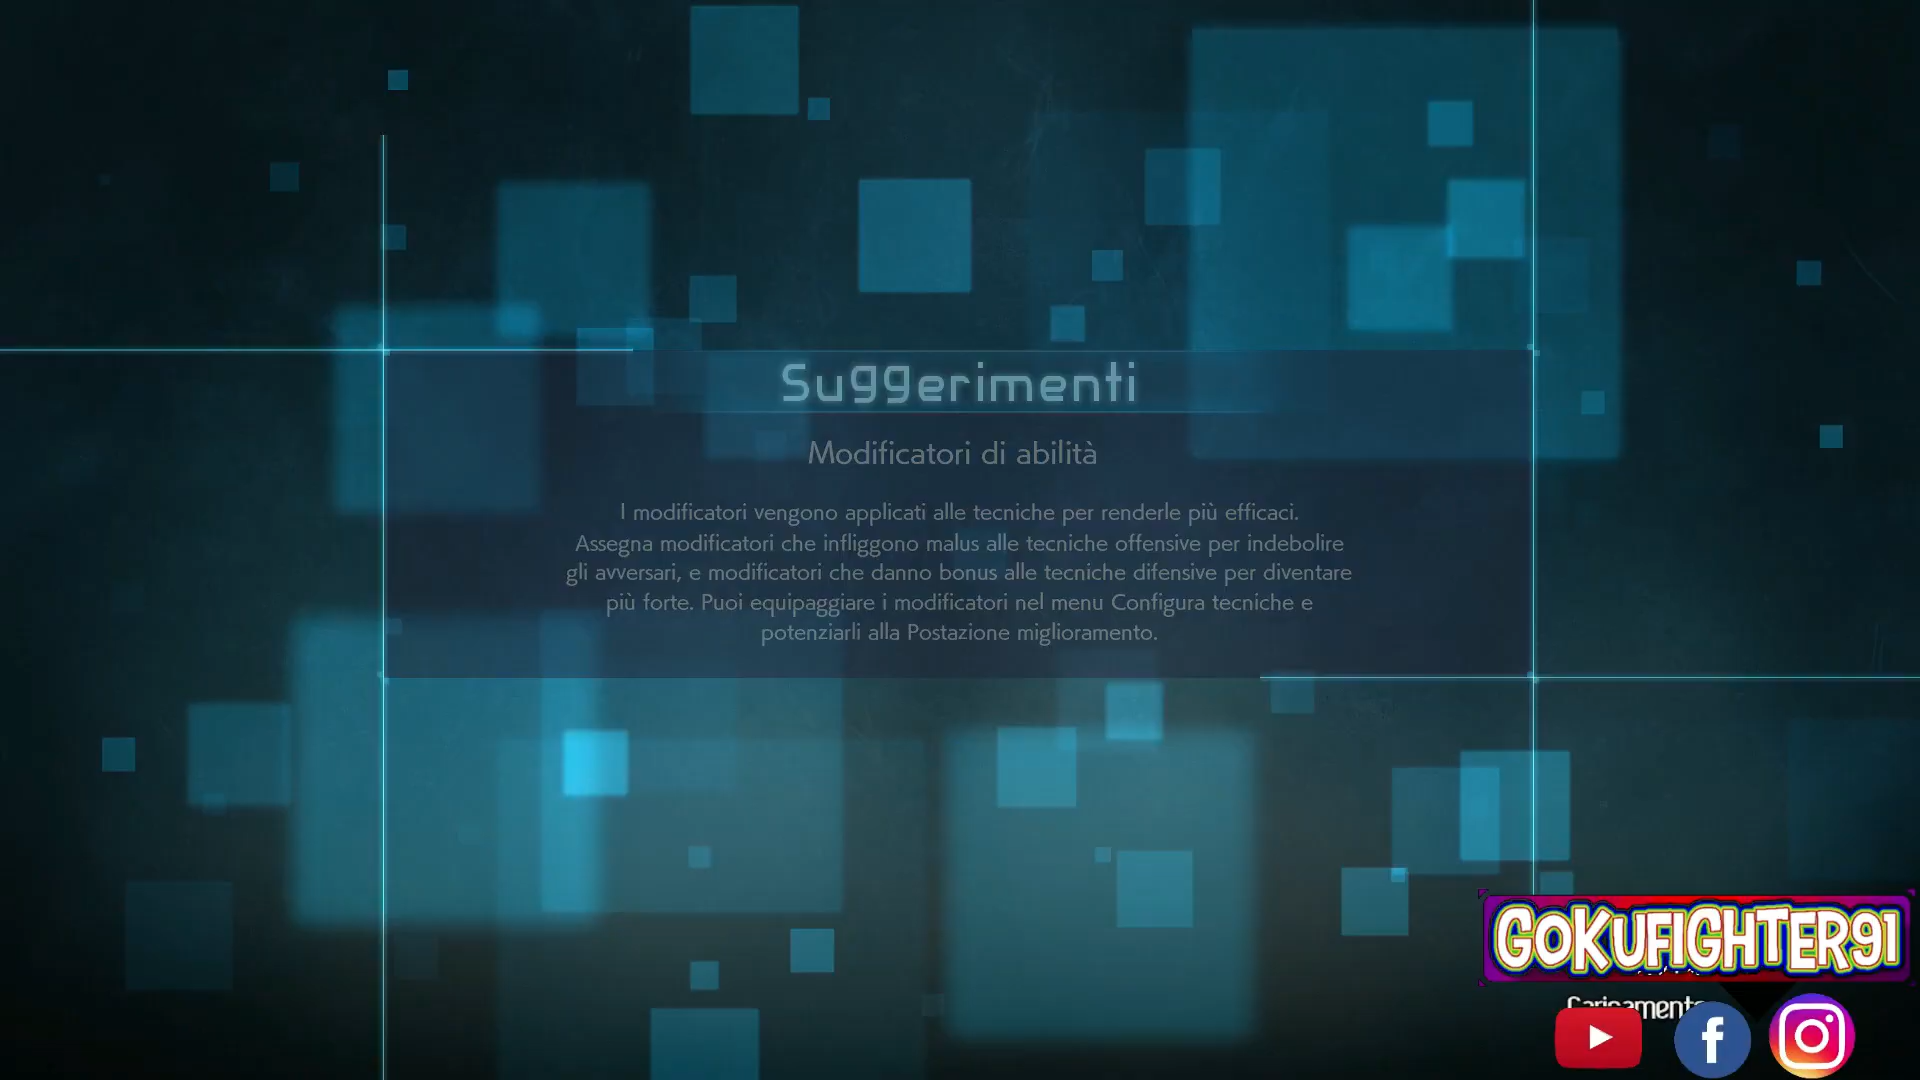 Suggerimenti
Modificatori di abilità
I modificatori vengono applicati alle tecniche per renderle più efficaci.
Assegna modificatori che infliggono malus alle tecniche offensive per indebolire
gli avversari, e modificatori che danno bonus alle tecniche difensive per diventare
più forte. Puoi equipaggiare i modificatori nel menu Configura tecniche e
potenziarli alla Postazione miglioramento.
GOKUFIGHTER91